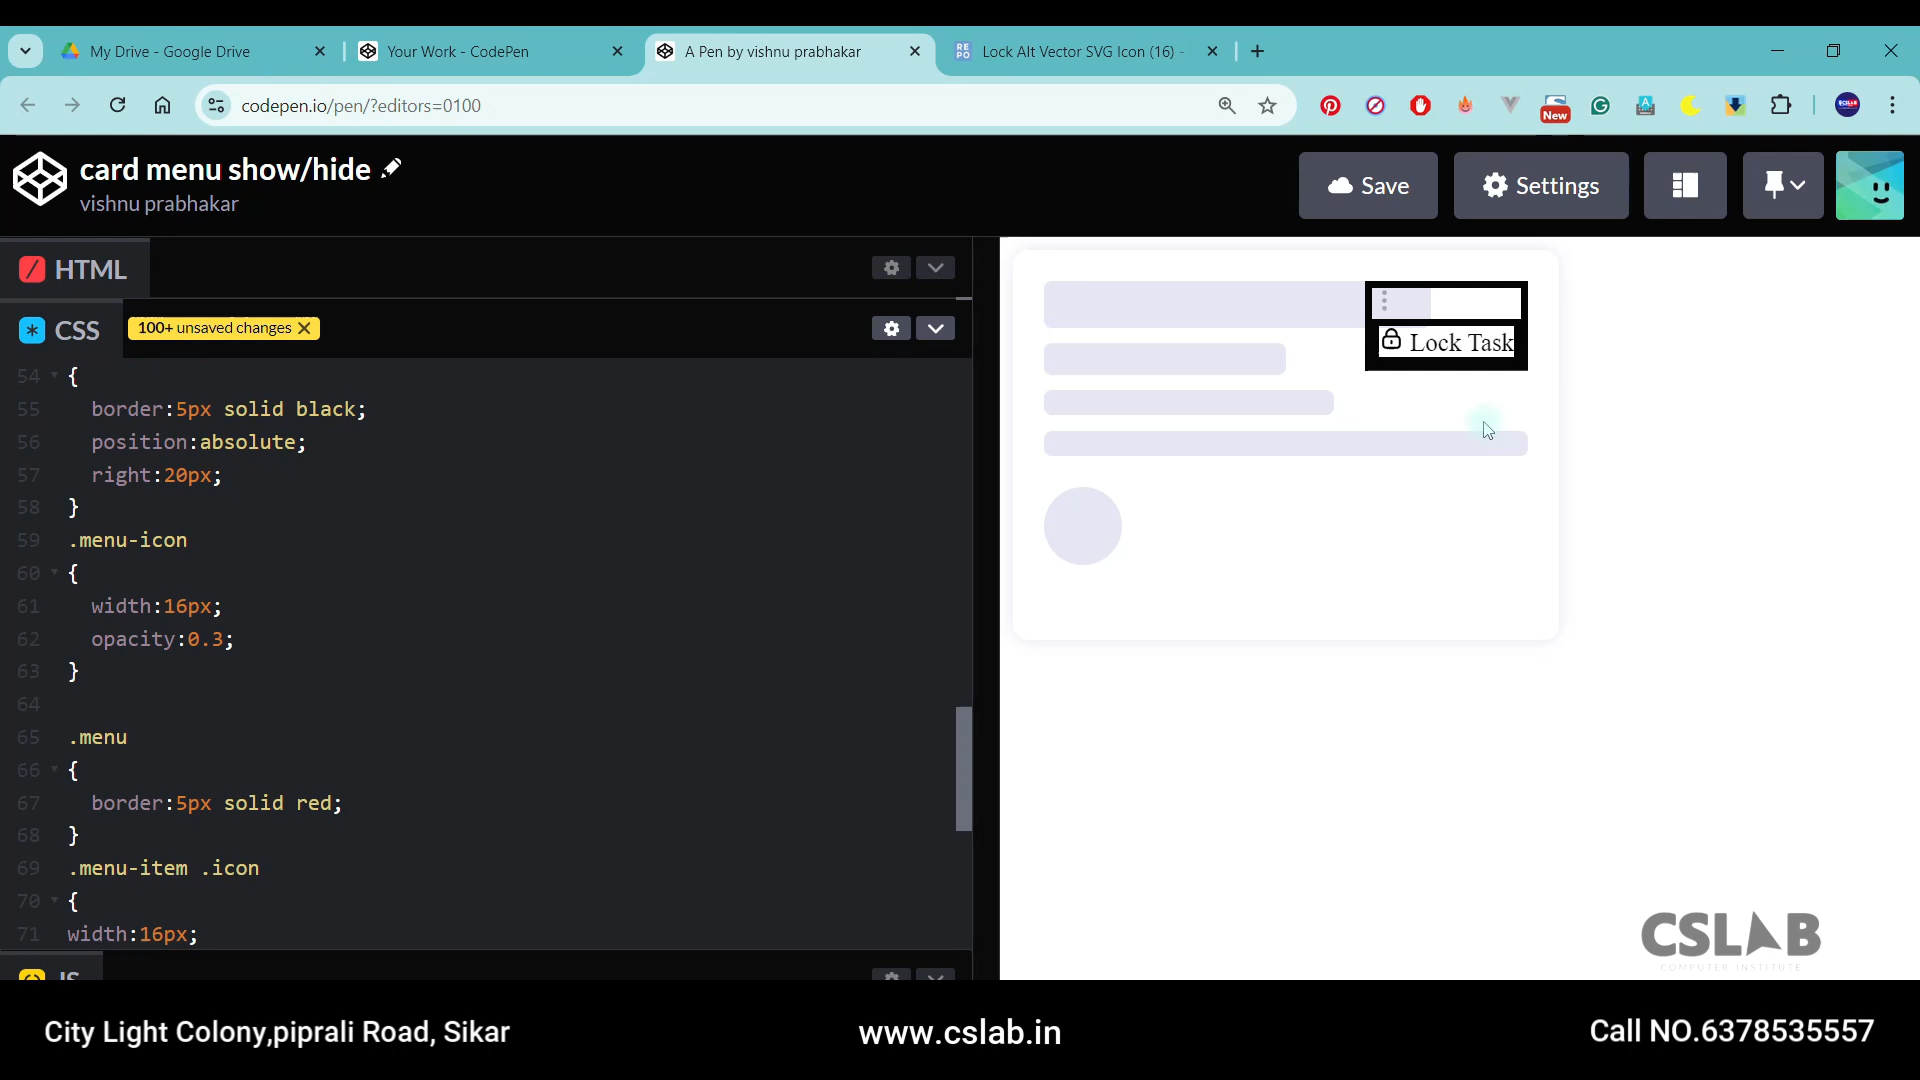 My Drive - Google Drive
Your Work - CodePen
A Pen by vishnu prabhakar
REPO
Lock Alt Vector SVG Icon (16) -
codepen.io/pen/?editors=0100
New
card menu show/hide
vishnu prabhakar
Save
Settings
HTML
CSS
100+ unsaved changes
54 {
55 border:5px solid black;
56 position:absolute;
57 right:20px;
58 }
59 .menu-icon
60 {
61 width:16px;
62 opacity:0.3;
63 }
64
65 .menu
66 {
67 border:5px solid red;
68 }
69 .menu-item .icon
70 {
71 width:16px;
JS
Lock Task
CSLAB
COMPUTER INSTITUTE
City Light Colony,piprali Road, Sikar
www.cslab.in
Call NO.6378535557